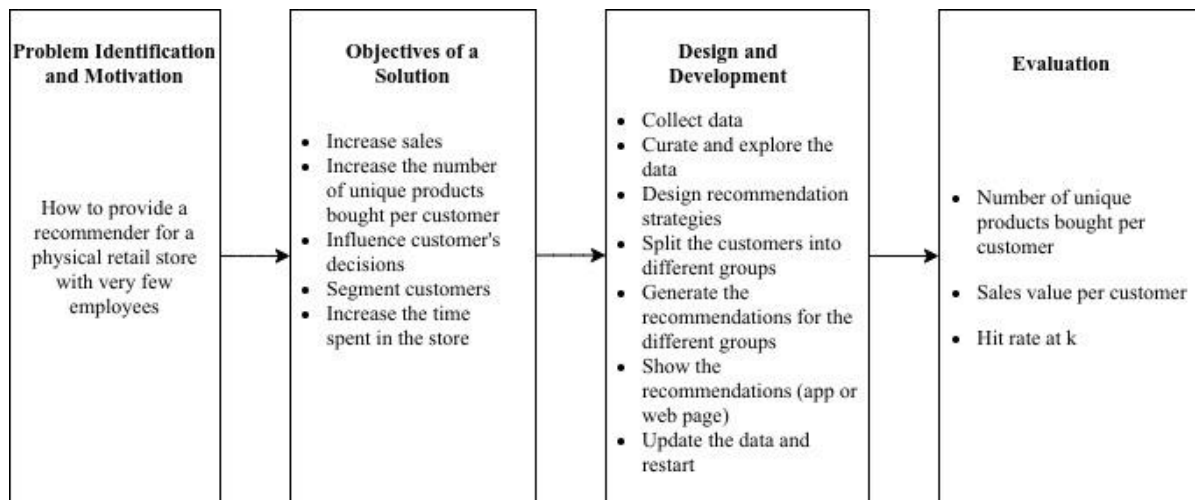 Problem Identification
and Motivation
How to provide a
recommender for a
physical retail store
with very few
employees
Objectives of a
Solution
• Increase sales
• Increase the number
of unique products
bought per customer
• Influence customer's
decisions
• Segment customers
• Increase the time
spent in the store
Design and
Development
• Collect data
• Curate and explore the
data
• Design recommendation
strategies
• Split the customers into
different groups
• Generate the
recommendations for the
different groups
• Show the
recommendations (app or
web page)
• Update the data and
restart
Evaluation
• Number of unique
products bought per
customer
• Sales value per customer
• Hit rate at k